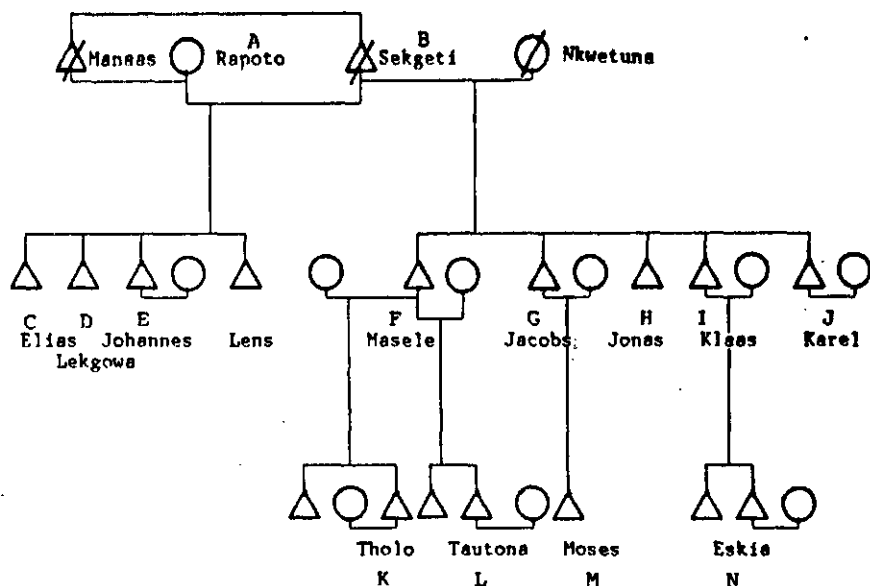 A B
Manaas Rapoto Sekgeti Nkwetuna
C D E F G H I J
Elias Johannes Lens Masele Jacobs Jonas Klaas Karel
Lekgowa
Tholo Tautona Moses Eskia
K L M N